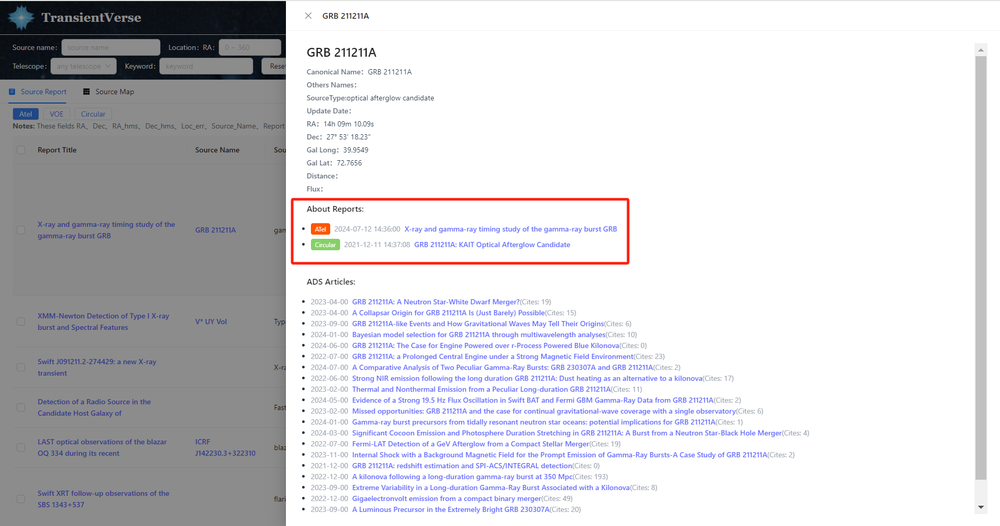 TransientVerse
Source name: source name Location: RA: 0 ~ 360
Telescope: any telescope Keyword: keyword Reset
Source Report Source Map
Atel VOE Circular
Notes: These fields RA、Dec、RA_hms、Dec_hms、Loc_err、Source_Name、Report
Report Title Source Name Sou
X-ray and gamma-ray timing study of the
gamma-ray burst GRB
GRB 211211A
gam
XMM-Newton Detection of Type I X-ray
burst and Spectral Features
V* UY Vol
Type
Swift J091211.2-274429: a new X-ray
transient
X-ra
Detection of a Radio Source in the
Candidate Host Galaxy of
Fast
LAST optical observations of the blazar
OQ 334 during its recent
ICRF
J142230.3+322310
blaz
Swift XRT follow-up observations of the
SBS 1343+537
flari
GRB 211211A
GRB 211211A
Canonical Name: GRB 211211A
Others Names:
SourceType:optical afterglow candidate
Update Date:
RA: 14h 09m 10.09s
Dec: 27° 53' 18.23"
Gal Long: 39.9549
Gal Lat: 72.7656
Distance:
Flux:
About Reports:
ATel 2024-07-12 14:36:00 X-ray and gamma-ray timing study of the gamma-ray burst GRB
Circular 2021-12-11 14:37:08 GRB 211211A: KAIT Optical Afterglow Candidate
ADS Articles:
2023-04-00 GRB 211211A: A Neutron Star-White Dwarf Merger?(Cites: 19)
2023-04-00 A Collapsar Origin for GRB 211211A Is (Just Barely) Possible(Cites: 15)
2023-09-00 GRB 211211A-like Events and How Gravitational Waves May Tell Their Origins(Cites: 6)
2024-01-00 Bayesian model selection for GRB 211211A through multiwavelength analyses(Cites: 10)
2024-06-00 GRB 211211A: The Case for Engine Powered over r-Process Powered Blue Kilonova(Cites: 0)
2022-07-00 GRB 211211A: a Prolonged Central Engine under a Strong Magnetic Field Environment(Cites: 23)
2024-07-00 A Comparative Analysis of Two Peculiar Gamma-Ray Bursts: GRB 230307A and GRB 211211A(Cites: 2)
2022-06-00 Strong NIR emission following the long duration GRB 211211A: Dust heating as an alternative to a kilonova(Cites: 17)
2023-02-00 Thermal and Nonthermal Emission from a Peculiar Long-duration GRB 211211A(Cites: 11)
2024-05-00 Evidence of a Strong 19.5 Hz Flux Oscillation in Swift BAT and Fermi GBM Gamma-Ray Data from GRB 211211A(Cites: 2)
2023-02-00 Missed opportunities: GRB 211211A and the case for continual gravitational-wave coverage with a single observatory(Cites: 6)
2024-01-00 Gamma-ray burst precursors from tidally resonant neutron star oceans: potential implications for GRB 211211A(Cites: 1)
2024-03-00 Significant Cocoon Emission and Photosphere Duration Stretching in GRB 211211A: A Burst from a Neutron Star-Black Hole Merger(Cites: 4)
2022-07-00 Fermi-LAT Detection of a GeV Afterglow from a Compact Stellar Merger(Cites: 19)
2023-11-00 Internal Shock with a Background Magnetic Field for the Prompt Emission of Gamma-Ray Bursts-A Case Study of GRB 211211A(Cites: 2)
2021-12-00 GRB 211211A: redshift estimation and SPI-ACS/INTEGRAL detection(Cites: 0)
2022-12-00 A kilonova following a long-duration gamma-ray burst at 350 Mpc(Cites: 193)
2023-09-00 Extreme Variability in a Long-duration Gamma-Ray Burst Associated with a Kilonova(Cites: 8)
2022-12-00 Gigaelectronvolt emission from a compact binary merger(Cites: 49)
2023-09-00 A Luminous Precursor in the Extremely Bright GRB 230307A(Cites: 20)